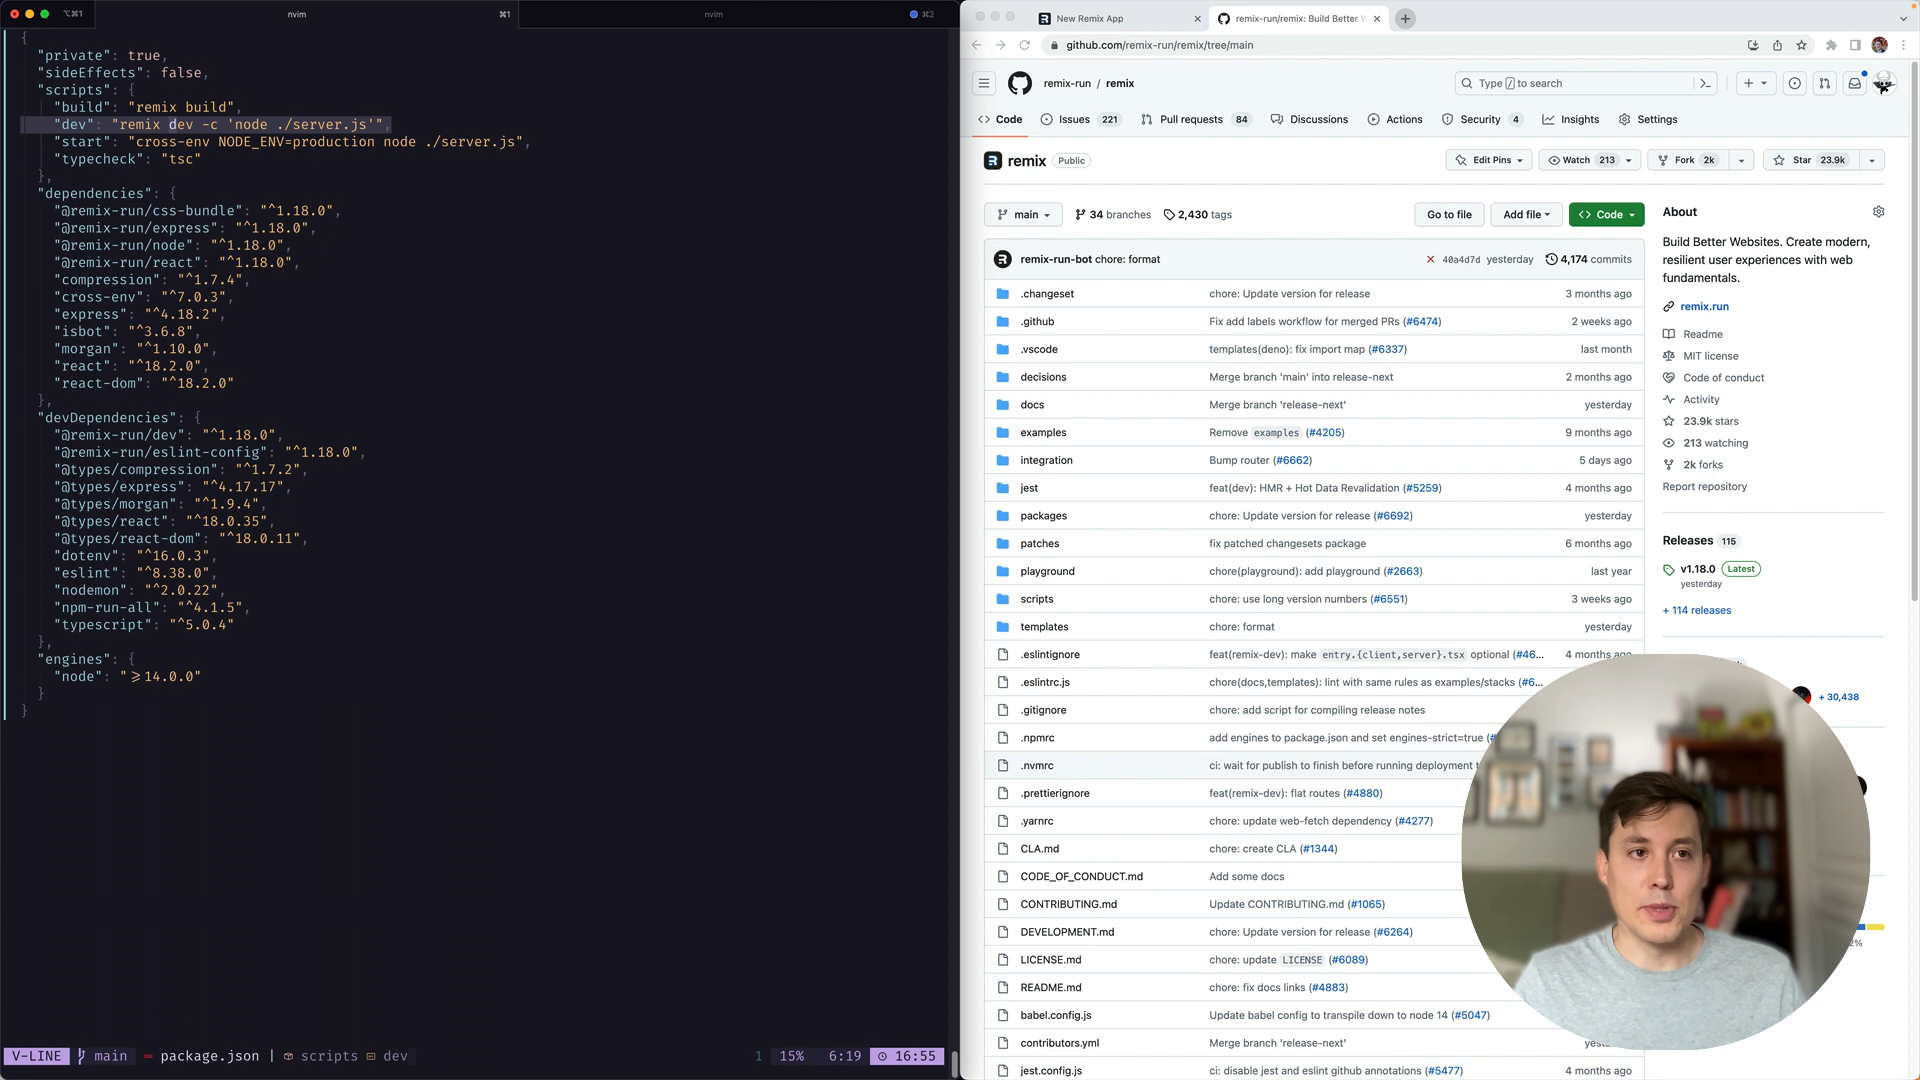 ⌥⌘1
nvim
⌘1
nvim
⌘2
{
"private": true,
"sideEffects": false,
"scripts": {
"build": "remix build",
"dev": "remix dev -c 'node ./server.js'",
"start": "cross-env NODE_ENV=production node ./server.js",
"typecheck": "tsc"
},
"dependencies": {
"@remix-run/css-bundle": "^1.18.0",
"@remix-run/express": "^1.18.0",
"@remix-run/node": "^1.18.0",
"@remix-run/react": "^1.18.0",
"compression": "^1.7.4",
"cross-env": "^7.0.3",
"express": "^4.18.2",
"isbot": "^3.6.8",
"morgan": "^1.10.0",
"react": "^18.2.0",
"react-dom": "^18.2.0"
},
"devDependencies": {
"@remix-run/dev": "^1.18.0",
"@remix-run/eslint-config": "^1.18.0",
"@types/compression": "^1.7.2",
"@types/express": "^4.17.17",
"@types/morgan": "^1.9.4",
"@types/react": "^18.0.35",
"@types/react-dom": "^18.0.11",
"dotenv": "^16.0.3",
"eslint": "^8.38.0",
"nodemon": "^2.0.22",
"npm-run-all": "^4.1.5",
"typescript": "^5.0.4"
},
"engines": {
"node": "≥14.0.0"
}
}
V-LINE main package.json | scripts dev 1 15% 6:19 16:55
New Remix App
remix-run/remix: Build Better W
github.com/remix-run/remix/tree/main
remix-run / remix
Type / to search
Code Issues 221 Pull requests 84 Discussions Actions Security 4 Insights Settings
remix Public
Edit Pins Watch 213 Fork 2k Star 23.9k
main 34 branches 2,430 tags Go to file Add file Code
remix-run-bot chore: format 40a4d7d yesterday 4,174 commits
.changeset chore: Update version for release 3 months ago
.github Fix add labels workflow for merged PRs (#6474) 2 weeks ago
.vscode templates(deno): fix import map (#6337) last month
decisions Merge branch 'main' into release-next 2 months ago
docs Merge branch 'release-next' yesterday
examples Remove examples (#4205) 9 months ago
integration Bump router (#6662) 5 days ago
jest feat(dev): HMR + Hot Data Revalidation (#5259) 4 months ago
packages chore: Update version for release (#6692) yesterday
patches fix patched changesets package 6 months ago
playground chore(playground): add playground (#2663) last year
scripts chore: use long version numbers (#6551) 3 weeks ago
templates chore: format yesterday
.eslintignore feat(remix-dev): make entry.{client,server}.tsx optional (#46... 4 months ago
.eslintrc.js chore(docs,templates): lint with same rules as examples/stacks (#6...
.gitignore chore: add script for compiling release notes
.npmrc add engines to package.json and set engines-strict=true (#
.nvmrc ci: wait for publish to finish before running deployment t
.prettierignore feat(remix-dev): flat routes (#4880)
.yarnrc chore: update web-fetch dependency (#4277)
CLA.md chore: create CLA (#1344)
CODE_OF_CONDUCT.md Add some docs
CONTRIBUTING.md Update CONTRIBUTING.md (#1065)
DEVELOPMENT.md chore: Update version for release (#6264)
LICENSE.md chore: update LICENSE (#6089)
README.md chore: fix docs links (#4883)
babel.config.js Update babel config to transpile down to node 14 (#5047)
contributors.yml Merge branch 'release-next' yest
jest.config.js ci: disable jest and eslint github annotations (#5477) 4 months ago
About
Build Better Websites. Create modern,
resilient user experiences with web
fundamentals.
remix.run
Readme
MIT license
Code of conduct
Activity
23.9k stars
213 watching
2k forks
Report repository
Releases 115
v1.18.0 Latest
yesterday
+ 114 releases
+ 30,438
2%